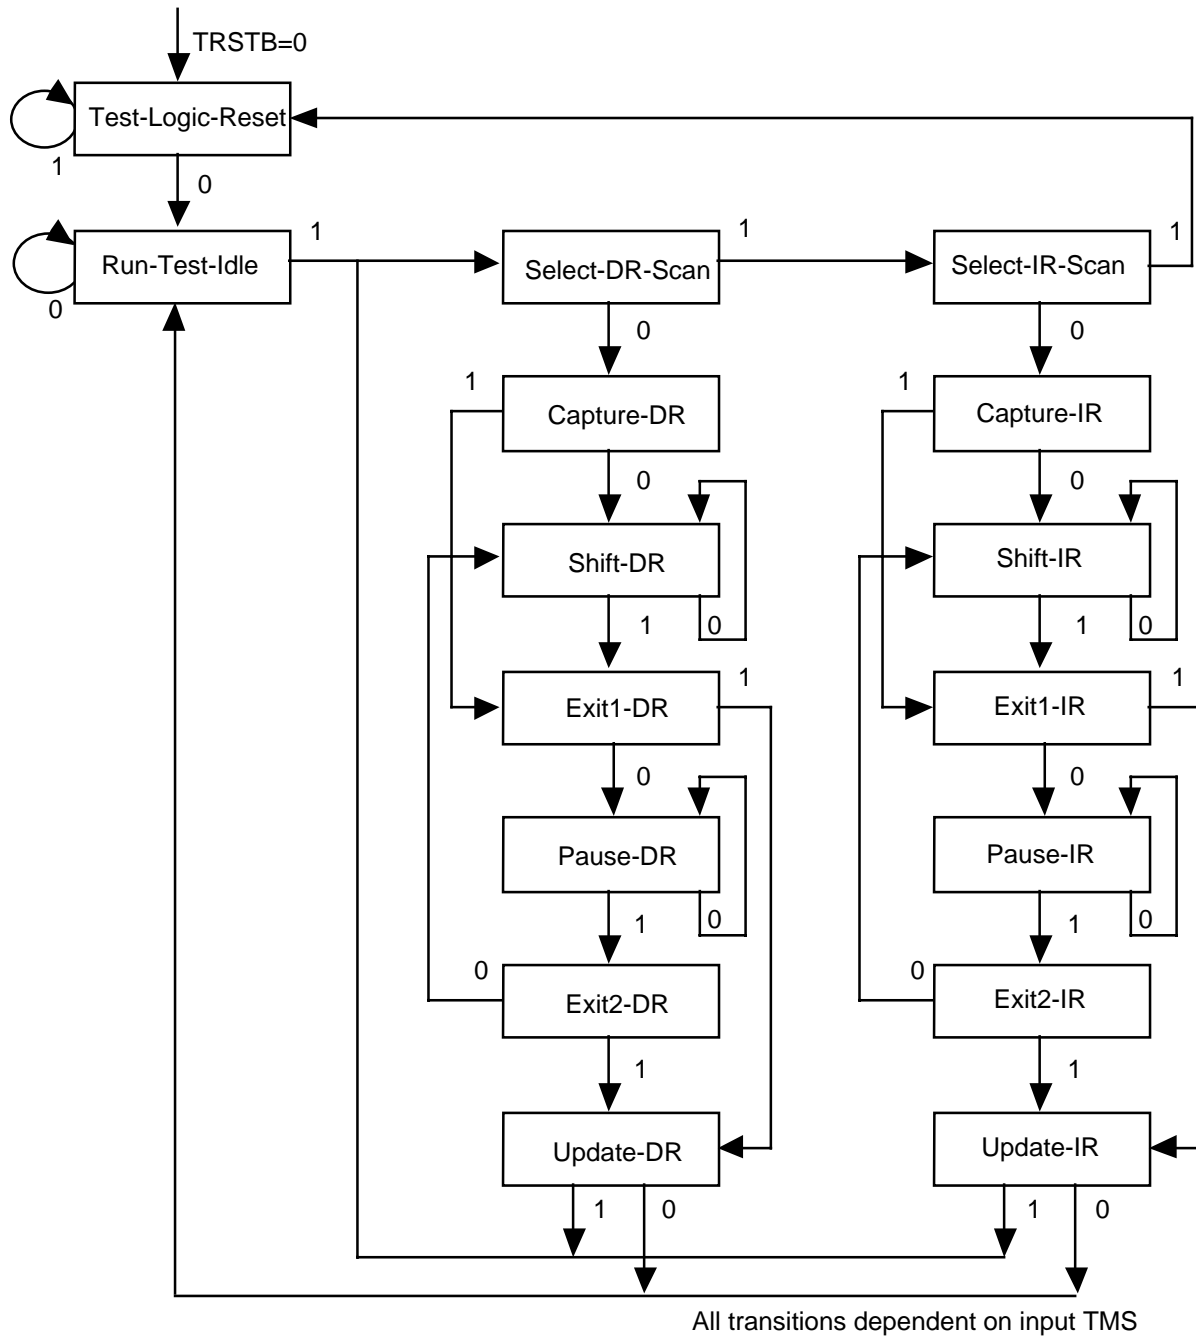 TRSTB=0
Test-Logic-Reset
1
0
Run-Test-Idle
0
1
Select-DR-Scan
1
Select-IR-Scan
1
0
0
1
Capture-DR
1
Capture-IR
0
0
Shift-DR
Shift-IR
1
0
1
0
Exit1-DR
1
Exit1-IR
1
0
0
Pause-DR
Pause-IR
1
0
1
0
0
Exit2-DR
0
Exit2-IR
1
1
Update-DR
Update-IR
1
0
1
0
All transitions dependent on input TMS